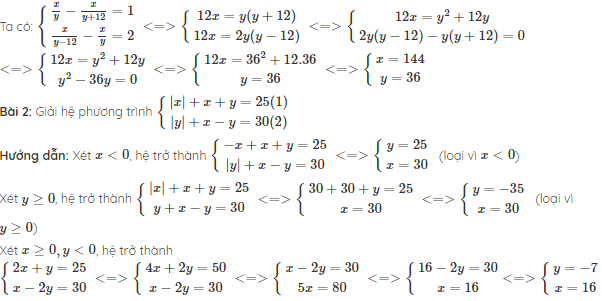 Ta có: $\begin{cases} \frac{x}{y} - \frac{x}{y+12} = 1 \\ \frac{x}{y-12} - \frac{x}{y} = 2 \end{cases}$ <=> $\begin{cases} 12x = y(y+12) \\ 12x = 2y(y-12) \end{cases}$ <=> $\begin{cases} 12x = y^2 + 12y \\ 2y(y-12) - y(y+12) = 0 \end{cases}$
<=> $\begin{cases} 12x = y^2 + 12y \\ y^2 - 36y = 0 \end{cases}$ <=> $\begin{cases} 12x = 36^2 + 12.36 \\ y = 36 \end{cases}$ <=> $\begin{cases} x = 144 \\ y = 36 \end{cases}$
Bài 2: Giải hệ phương trình $\begin{cases} |x| + x + y = 25(1) \\ |y| + x - y = 30(2) \end{cases}$
Hướng dẫn: Xét $x < 0$, hệ trở thành $\begin{cases} -x + x + y = 25 \\ |y| + x - y = 30 \end{cases}$ <=> $\begin{cases} y = 25 \\ x = 30 \end{cases}$ (loại vì $x < 0$)
Xét $y \geq 0$, hệ trở thành $\begin{cases} |x| + x + y = 25 \\ y + x - y = 30 \end{cases}$ <=> $\begin{cases} 30 + 30 + y = 25 \\ x = 30 \end{cases}$ <=> $\begin{cases} y = -35 \\ x = 30 \end{cases}$ (loại vì
$y \geq 0$)
Xét $x \geq 0, y < 0$, hệ trở thành
$\begin{cases} 2x + y = 25 \\ x - 2y = 30 \end{cases}$ <=> $\begin{cases} 4x + 2y = 50 \\ x - 2y = 30 \end{cases}$ <=> $\begin{cases} x - 2y = 30 \\ 5x = 80 \end{cases}$ <=> $\begin{cases} 16 - 2y = 30 \\ x = 16 \end{cases}$ <=> $\begin{cases} y = -7 \\ x = 16 \end{cases}$